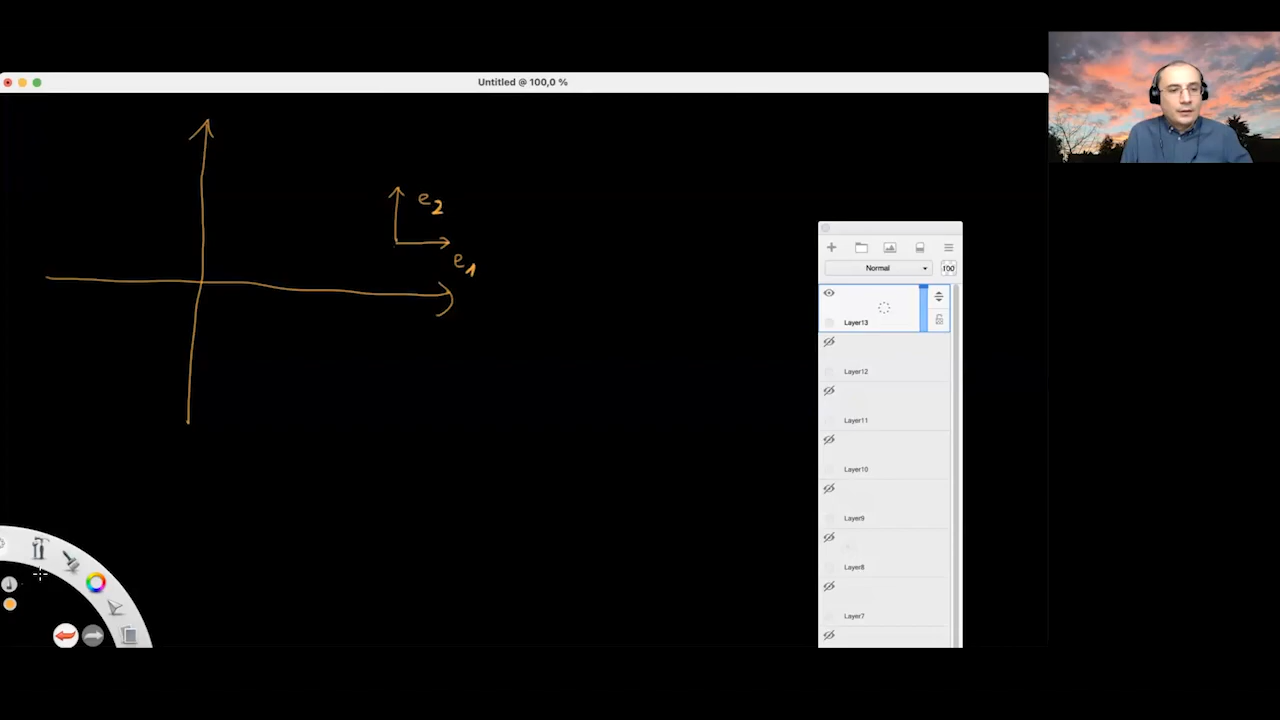 Untitled @ 100,0 %
e2
e1
Normal
100
Layer13
Layer12
Layer11
Layer10
Layer9
Layer8
Layer7